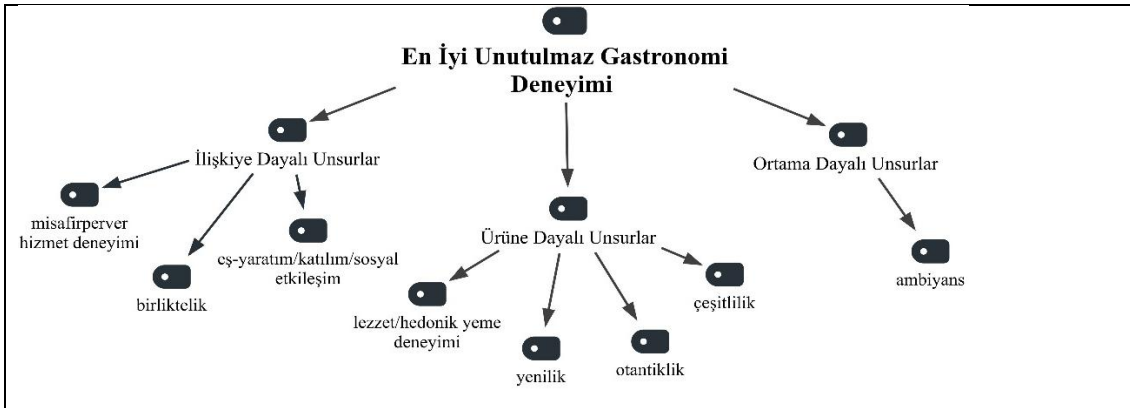 En İyi Unutulmaz Gastronomi
Deneyimi
İlişkiye Dayalı Unsurlar
Ortama Dayalı Unsurlar
misafirperver
hizmet deneyimi
birliktelik
eş-yaratım/katılım/sosyal
etkileşim
Ürüne Dayalı Unsurlar
lezzet/hedonik yeme
deneyimi
yenilik
otantiklik
çeşitlilik
ambiyans